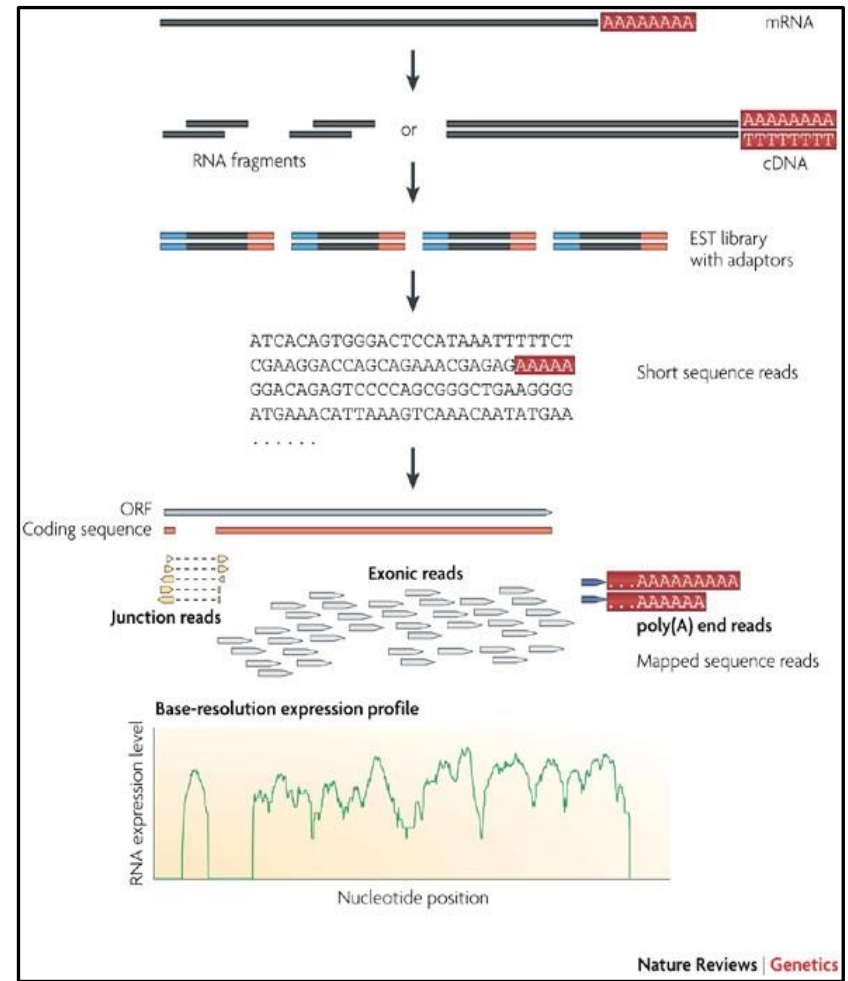 AAAAAAAA mRNA
or
AAAAAAAA
TTTTTTTT
RNA fragments
cDNA
EST library
with adaptors
ATCACAGTGGGACTCCATAAATTTTTCT
CGAAGGACCAGCAGAAACGAGAGAAAAA
GGACAGAGTCCCCAGCGGGCTGAAGGGG
ATGAAACATTAAAGTCAAACAATATGAA
. . . . . .
Short sequence reads
ORF
Coding sequence
Junction reads
Exonic reads
...AAAAAAAAA
...AAAAAA
poly(A) end reads
Mapped sequence reads
Base-resolution expression profile
RNA expression level
Nucleotide position
Nature Reviews | Genetics